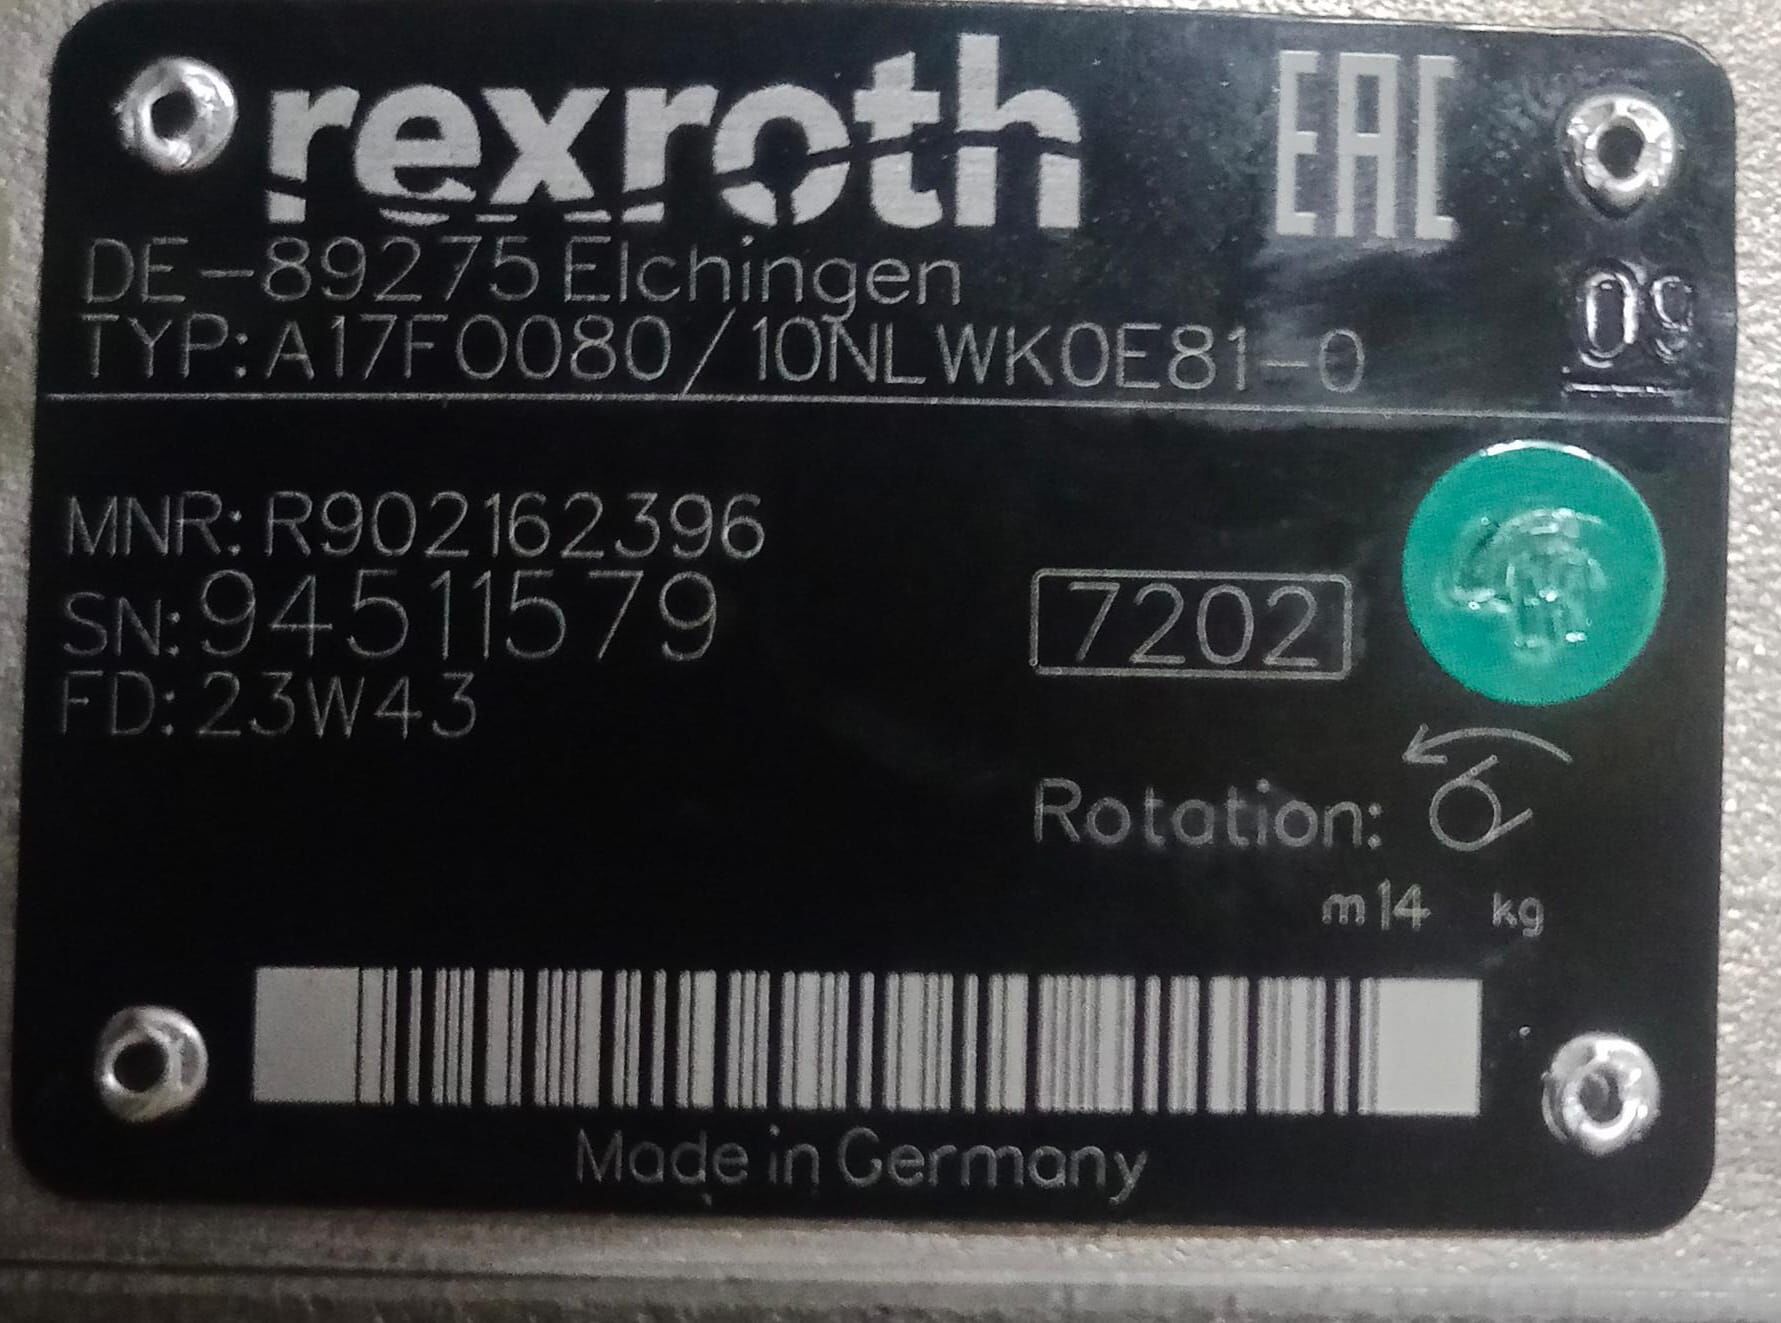 rexroth EAC
DE-89275 Elchingen
TYP: A17FO080/10NLWK0E81-0
09
MNR: R902162396
SN: 94511579
7202
FD: 23W43
Rotation:
m14 kg
Made in Germany